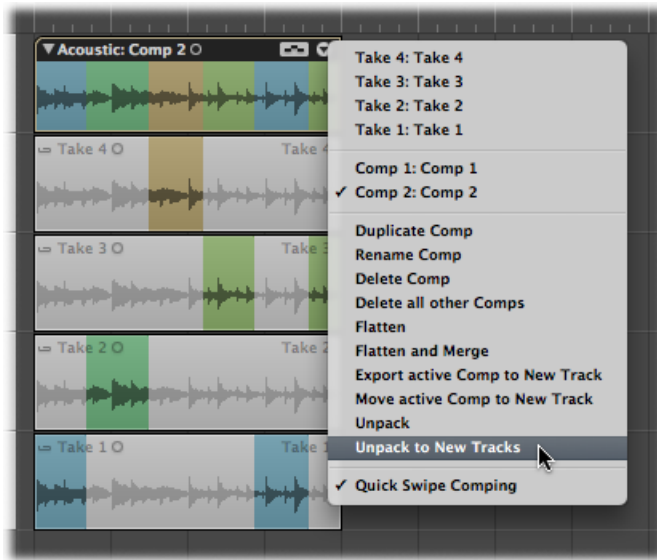 Acoustic: Comp 2
Take 4: Take 4
Take 3: Take 3
Take 2: Take 2
Take 1: Take 1
Comp 1: Comp 1
✓ Comp 2: Comp 2
Duplicate Comp
Rename Comp
Delete Comp
Delete all other Comps
Flatten
Flatten and Merge
Export active Comp to New Track
Move active Comp to New Track
Unpack
Unpack to New Tracks
✓ Quick Swipe Comping
Take 4 Take 4
Take 3 Take 3
Take 2 Take 2
Take 1 Take 1